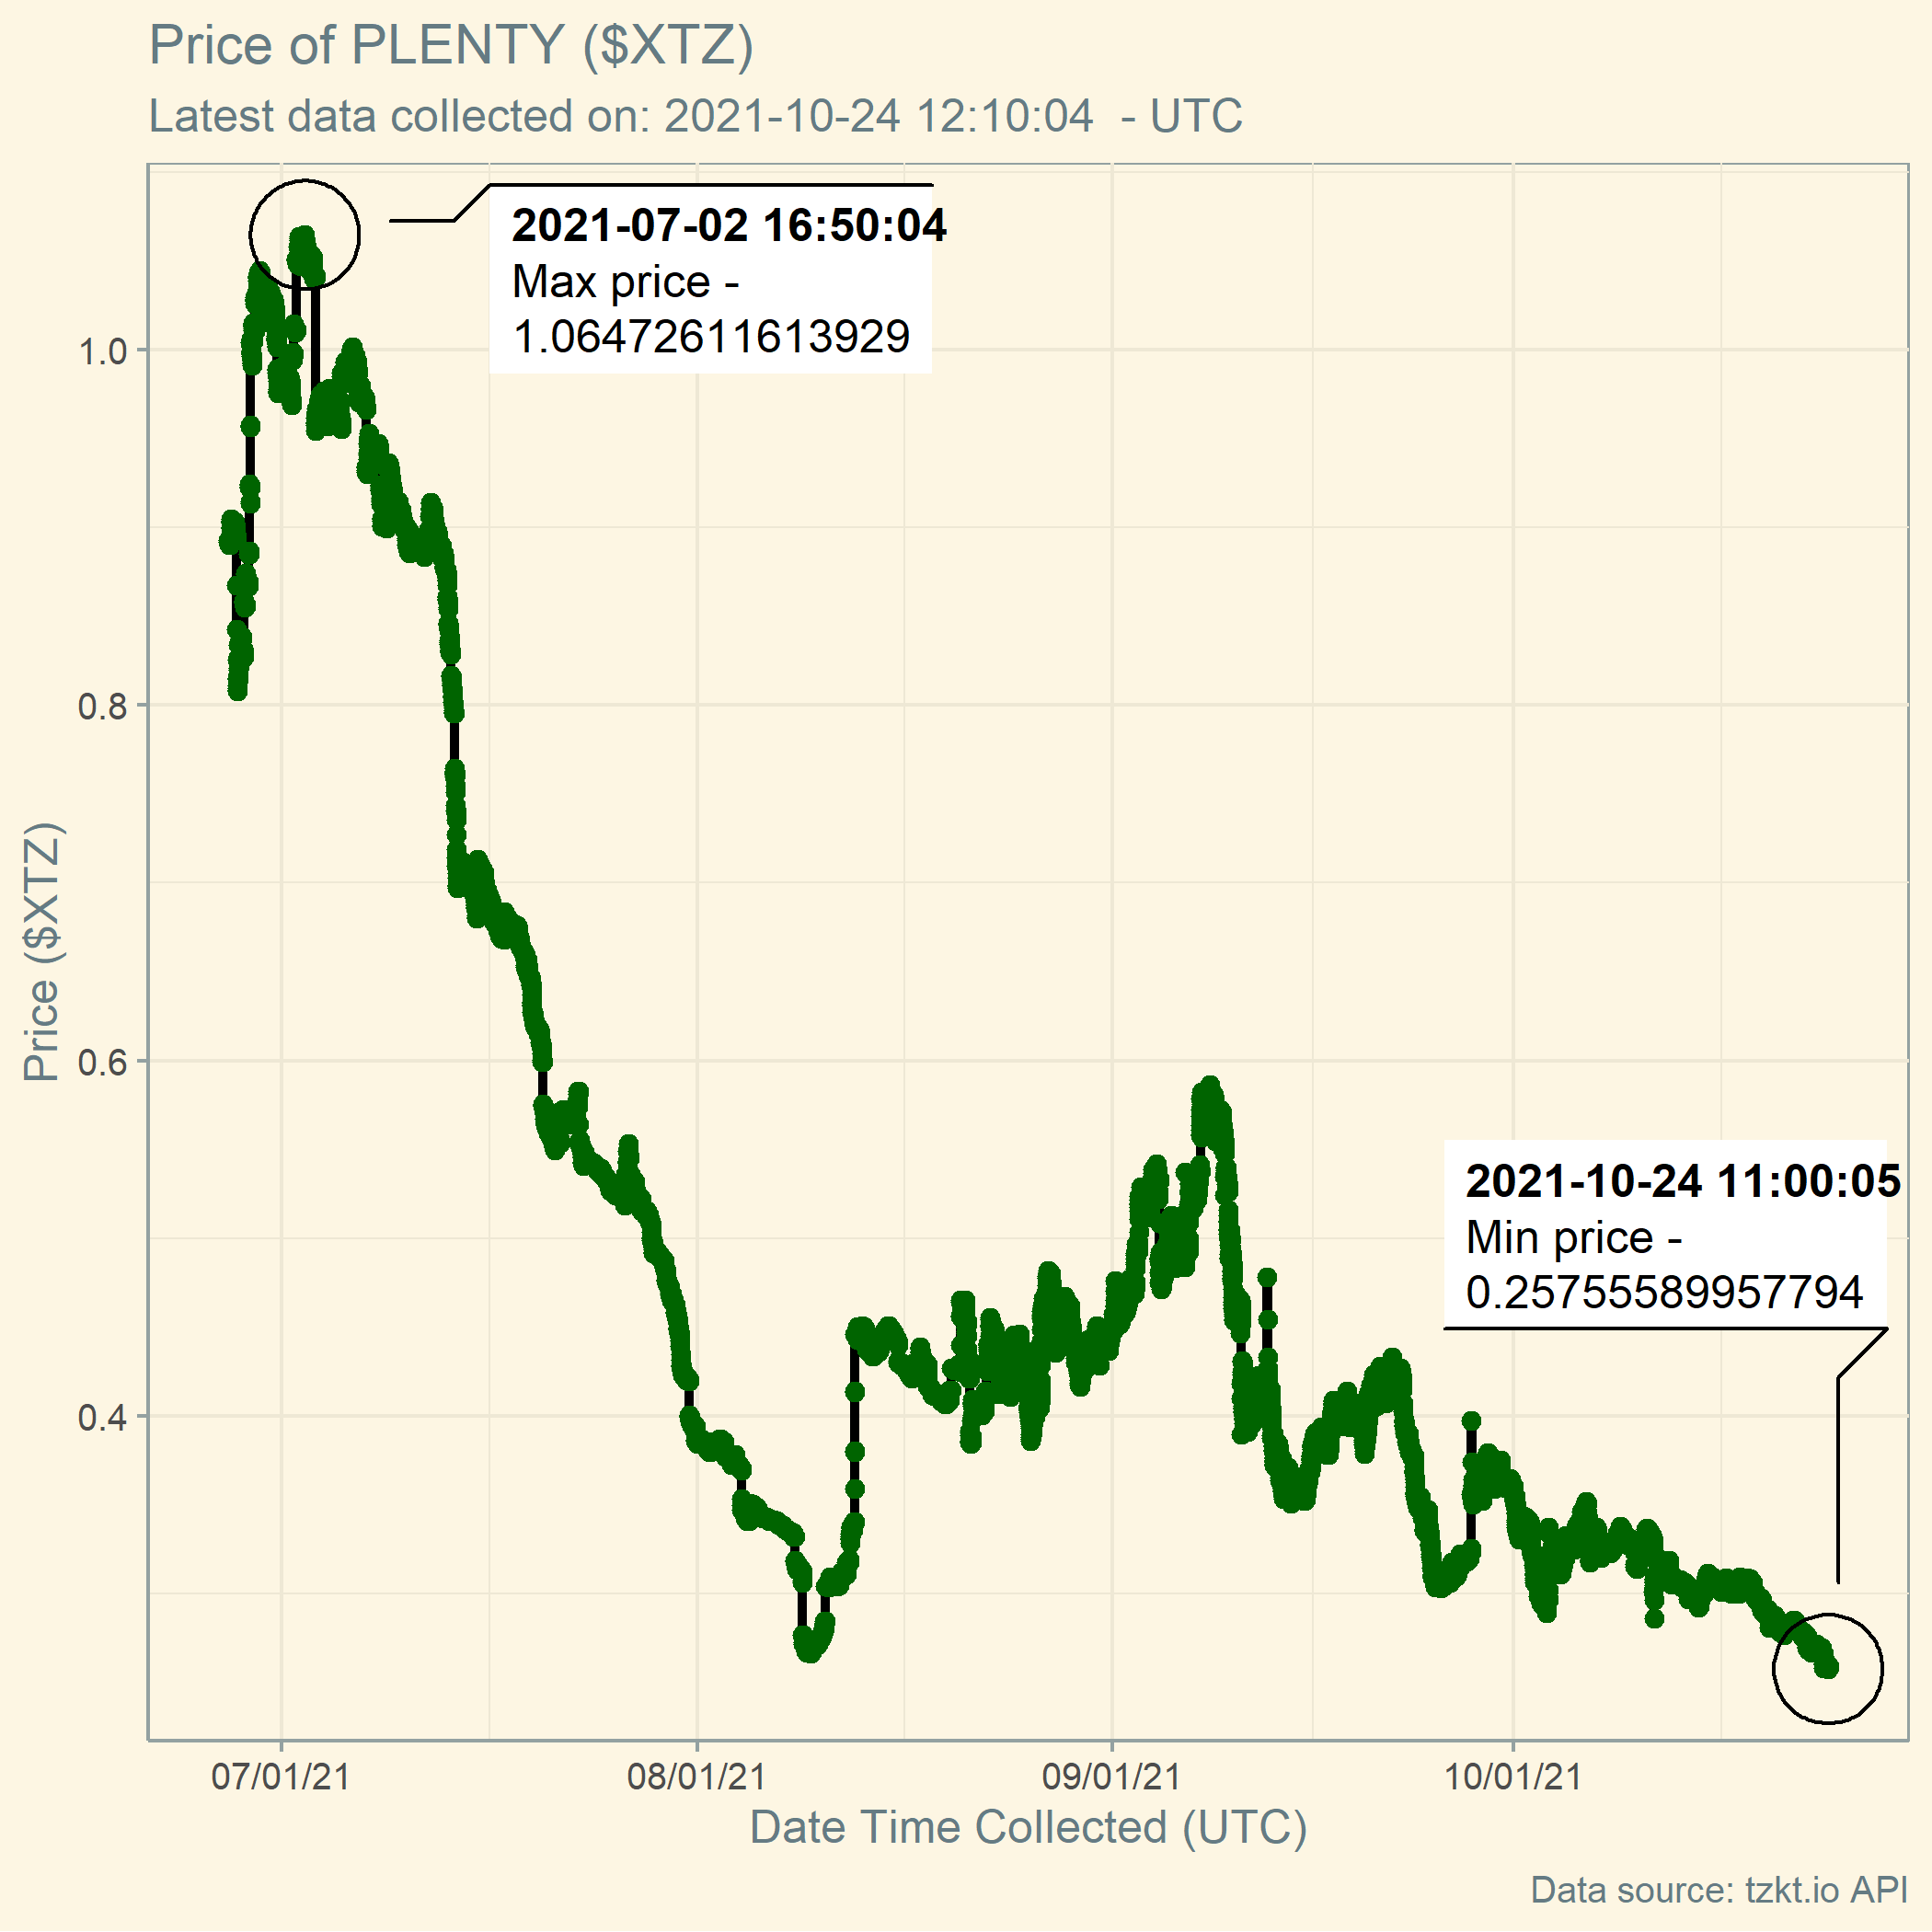 Price of PLENTY ($XTZ)
Latest data collected on: 2021-10-24 12:10:04  - UTC
2021-07-02 16:50:04
Max price -
1.06472611613929
1.0
0.8
0.6
0.4
Price ($XTZ)
2021-10-24 11:00:05
Min price -
0.25755589957794
07/01/21
08/01/21
09/01/21
10/01/21
Date Time Collected (UTC)
Data source: tzkt.io API